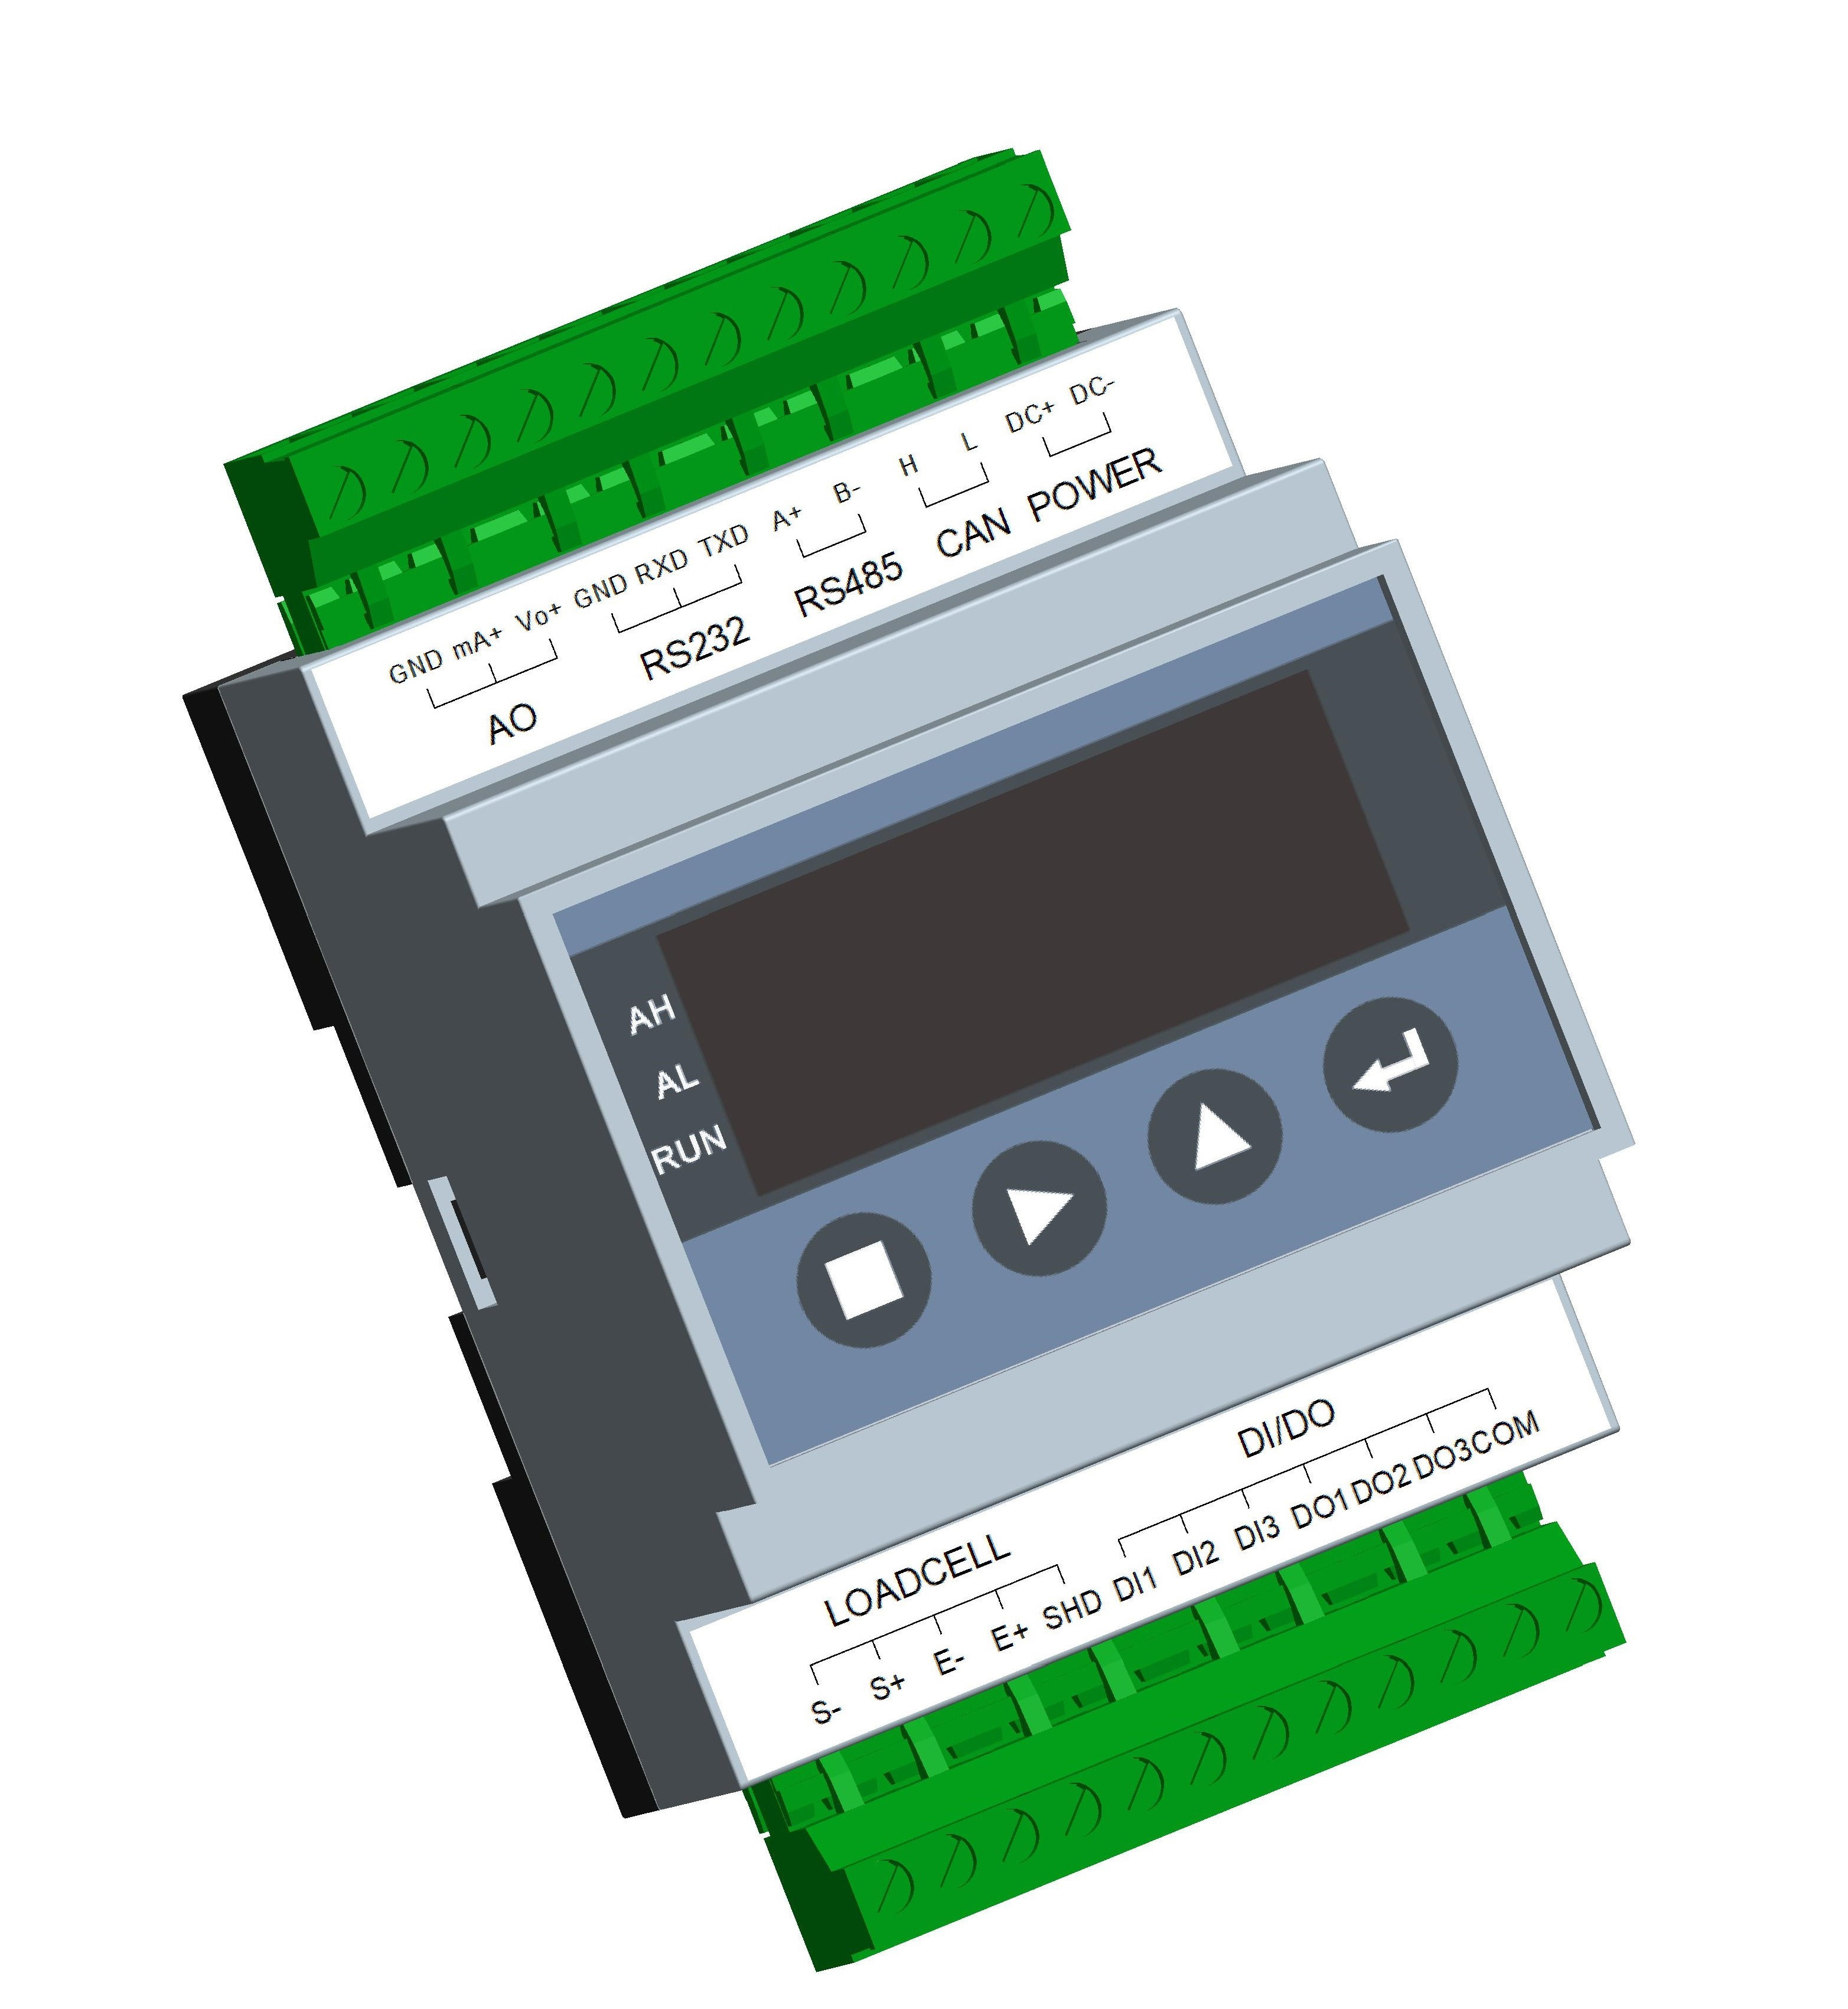 GND mA+ Vo+ GND RXD TXD A+ B- H L DC+ DC-
AO RS232 RS485 CAN POWER
AH
AL
RUN
LOADCELL DI/DO
S- S+ E- E+ SHD DI1 DI2 DI3 DO1 DO2 DO3 COM